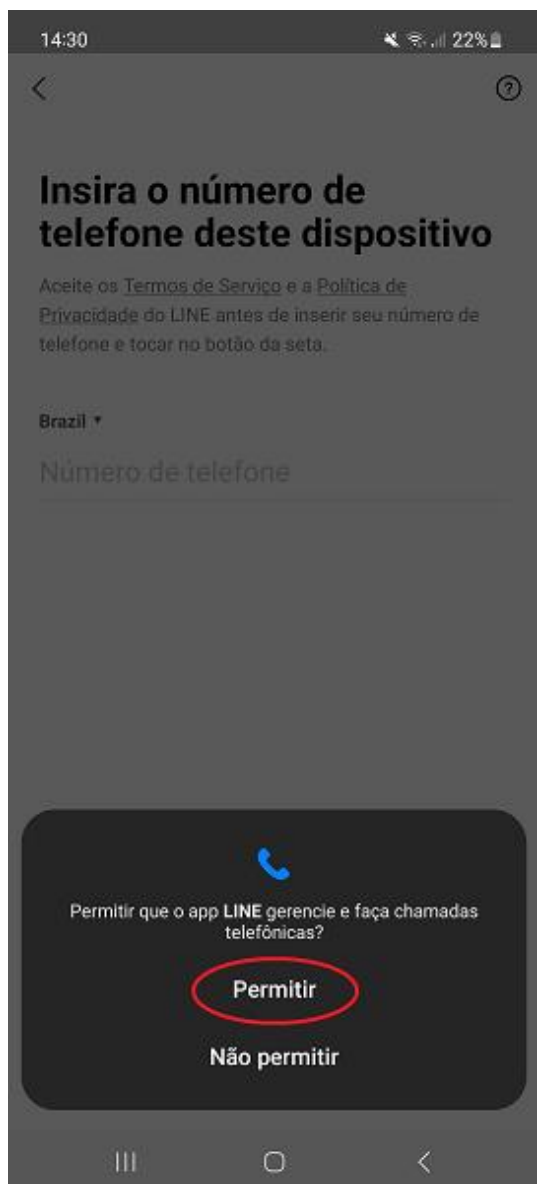 14:30
22%
Insira o número de
telefone deste dispositivo
Aceite os Termos de Serviço e a Política de
Privacidade do LINE antes de inserir seu número de
telefone e tocar no botão da seta.
Brazil
Número de telefone
Permitir que o app LINE gerencie e faça chamadas
telefônicas?
Permitir
Não permitir